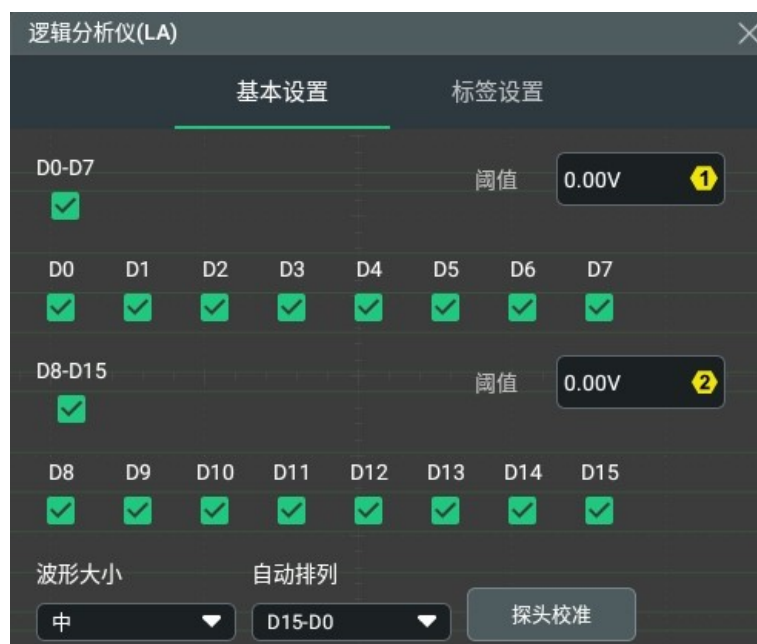 逻辑分析仪(LA)
基本设置 标签设置
D0-D7
阈值 0.00V 1
D0 D1 D2 D3 D4 D5 D6 D7
D8-D15
阈值 0.00V 2
D8 D9 D10 D11 D12 D13 D14 D15
波形大小 自动排列
中 D15-D0 探头校准